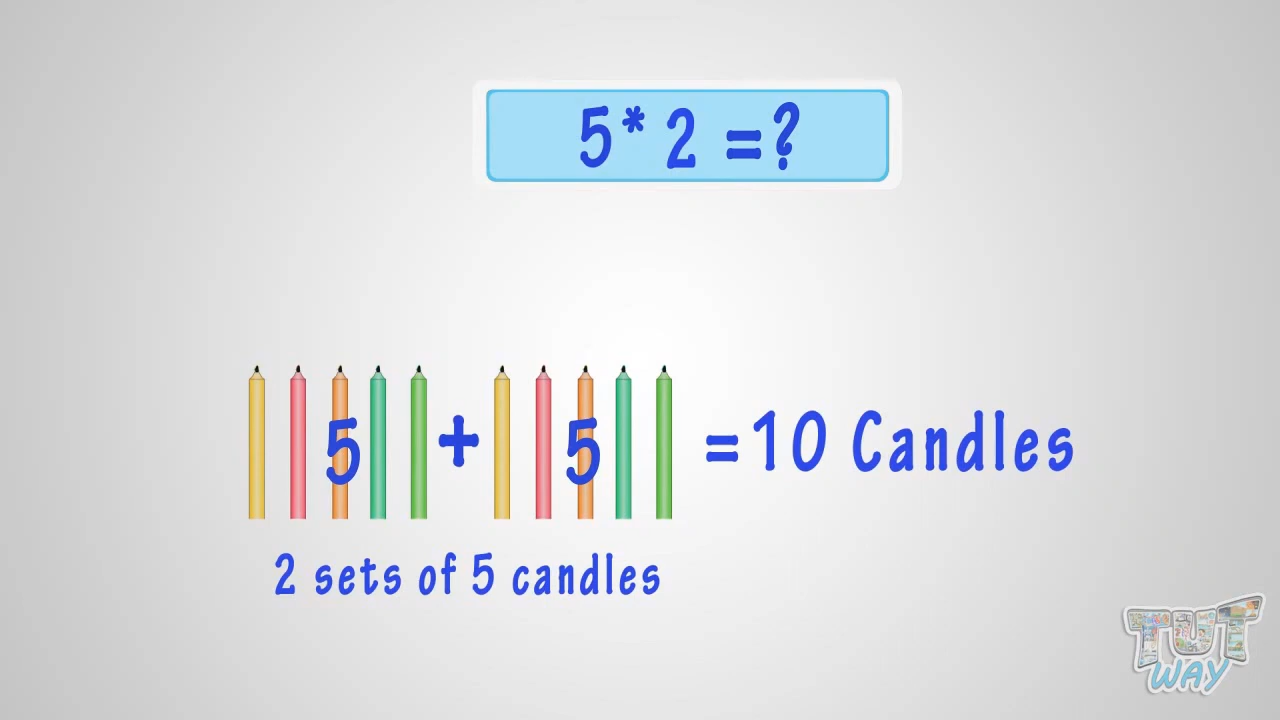 5* 2 =?
5 + 5 =10 Candles
2 sets of 5 candles
TUT
WAY